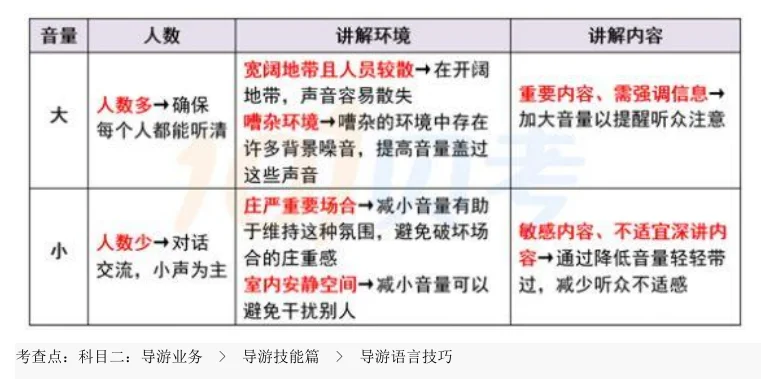 音量 人数 讲解环境 讲解内容
大
人数多→确保
每个人都能听清
宽阔地带且人员较散→在开阔
地带，声音容易散失
嘈杂环境→嘈杂的环境中存在
许多背景噪音，提高音量盖过
这些声音
重要内容、需强调信息→
加大音量以提醒听众注意
小
人数少→对话
交流，小声为主
庄严重要场合→减小音量有助
于维持这种氛围，避免破坏场
合的庄重感
室内安静空间→减小音量可以
避免干扰别人
敏感内容、不适宜深讲内
容→通过降低音量轻轻带
过，减少听众不适感
考查点：科目二：导游业务 > 导游技能篇 > 导游语言技巧